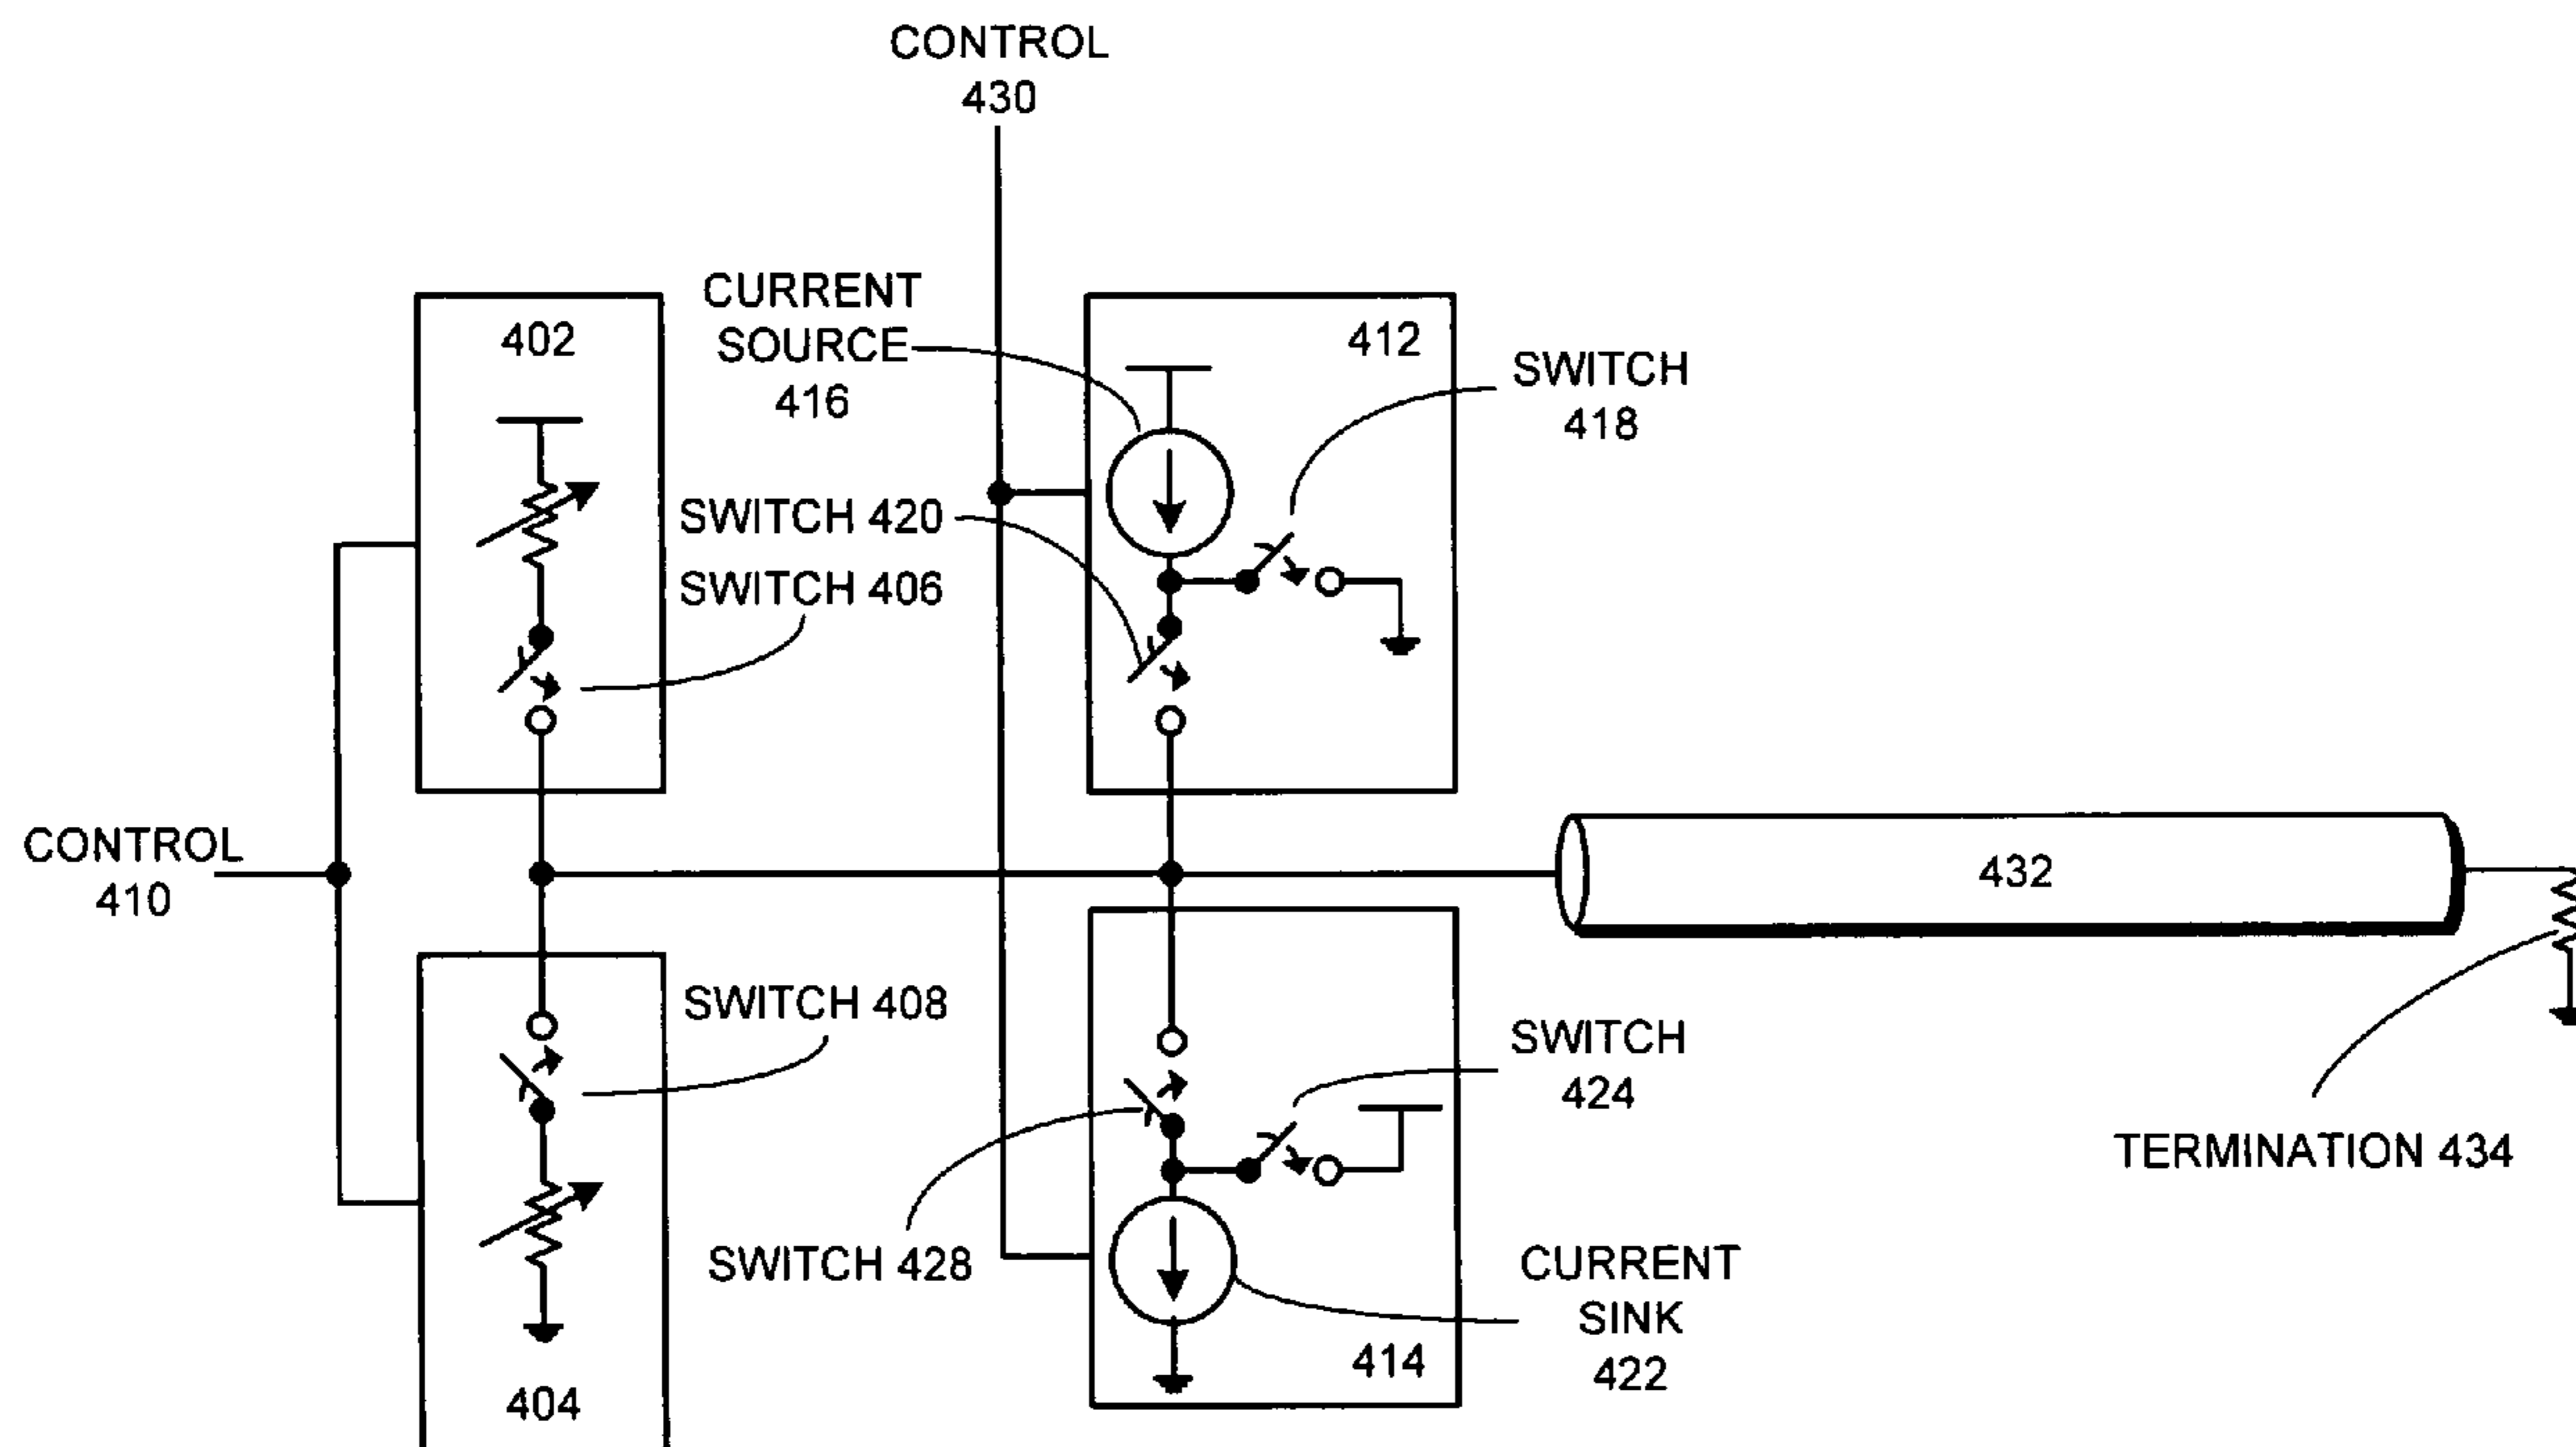 CONTROL
430
CURRENT
SOURCE
416
402
412
SWITCH
418
SWITCH 420
SWITCH 406
CONTROL
410
432
SWITCH 408
SWITCH
424
TERMINATION 434
SWITCH 428
CURRENT
SINK
422
414
404